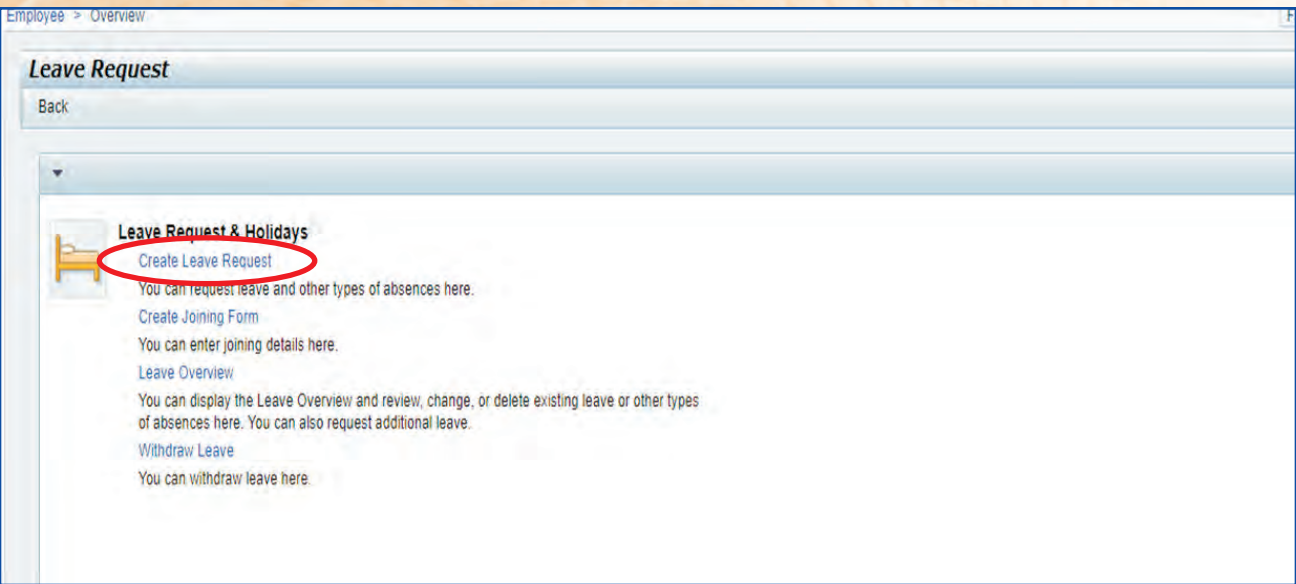 Employee > Overview
Leave Request
Back
Leave Request & Holidays
Create Leave Request
You can request leave and other types of absences here.
Create Joining Form
You can enter joining details here.
Leave Overview
You can display the Leave Overview and review, change, or delete existing leave or other types
of absences here. You can also request additional leave.
Withdraw Leave
You can withdraw leave here.